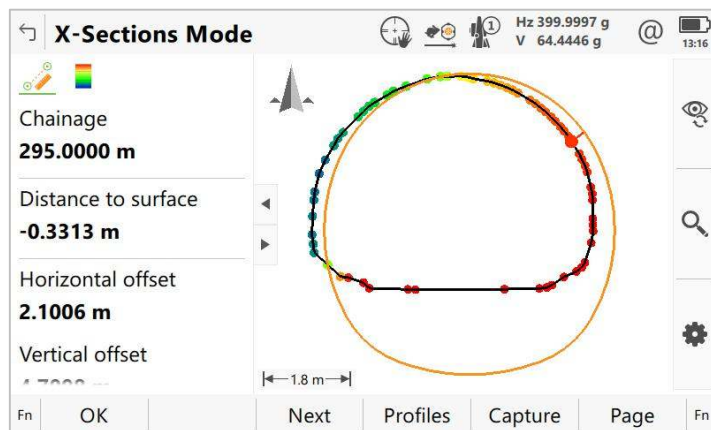 X-Sections Mode
1
Hz 399.9997 g
V 64.4446 g
@
13:16
Chainage
295.0000 m
Distance to surface
-0.3313 m
Horizontal offset
2.1006 m
Vertical offset
1.8 m
Fn OK Next Profiles Capture Page Fn